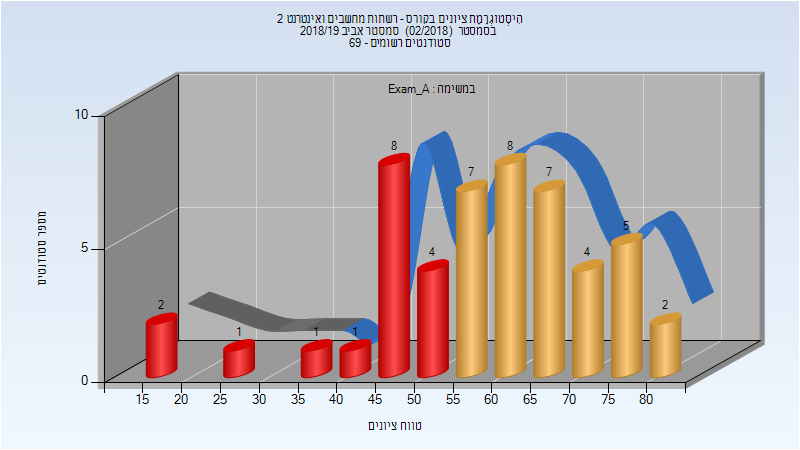 היסטוגרמת ציונים בקורס - רשתות מחשבים ואינטרנט 2
בסמסטר (02/2018) סמסטר אביב 2018/19
סטודנטים רשומים - 69
במשימה : Exam_A
מספר סטודנטים
10
5
0
2
1
1
1
8
4
7
8
7
4
5
2
15 20 25 30 35 40 45 50 55 60 65 70 75 80
טווח ציונים